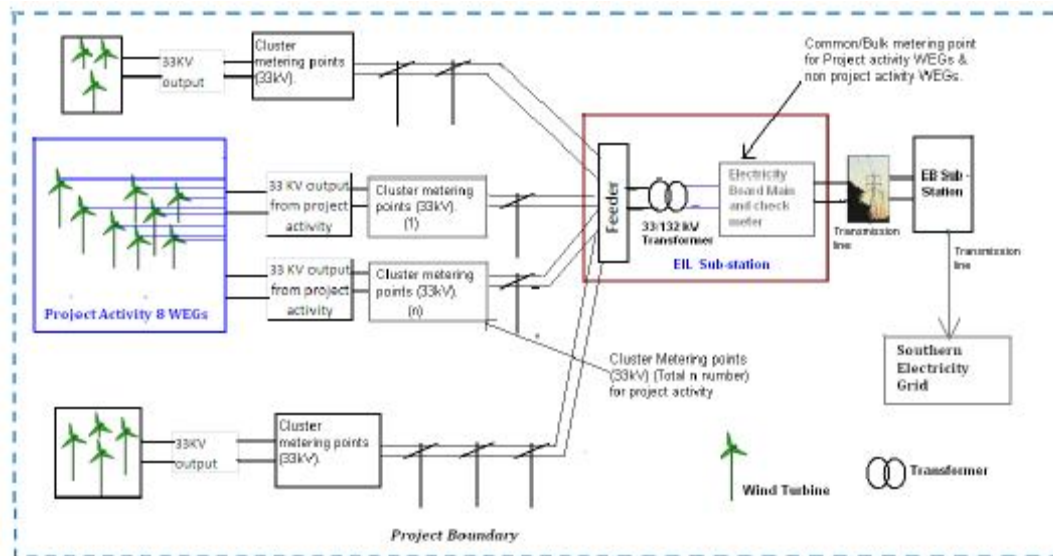 33KV
output
Cluster
metering points
(33kV).
Common/Bulk metering point
for Project activity WEGs &
non project activity WEGs.
33 KV output
from project
activity
Cluster metering
points (33kV).
(1)
Feeder
33/132 kV
Transformer
Electricity
Board Main
and check
meter
EIL Sub-station
Transmission
line
EB Sub -
Station
Transmission
line
33 KV output
from project
activity
Cluster metering
points (33kV).
(n)
Project Activity 8 WEGs
Cluster Metering points
(33kV) (Total n number)
for project activity
Southern
Electricity
Grid
33KV
output
Cluster
metering points
(33kV).
Wind Turbine
Transformer
Project Boundary